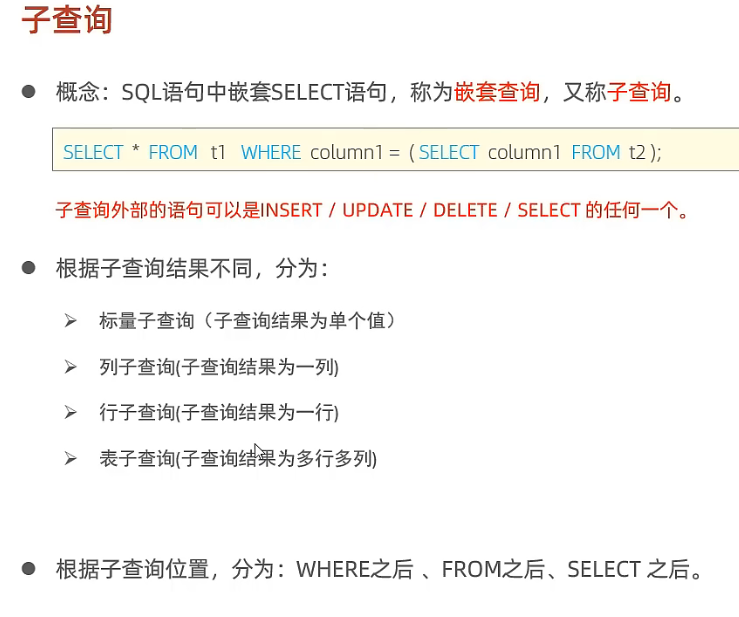 子查询
概念：SQL语句中嵌套SELECT语句，称为嵌套查询，又称子查询。
SELECT * FROM t1 WHERE column1 = ( SELECT column1 FROM t2 );
子查询外部的语句可以是INSERT / UPDATE / DELETE / SELECT 的任何一个。
根据子查询结果不同，分为：
标量子查询（子查询结果为单个值）
列子查询(子查询结果为一列)
行子查询(子查询结果为一行)
表子查询(子查询结果为多行多列)
根据子查询位置，分为：WHERE之后 、FROM之后、SELECT 之后。